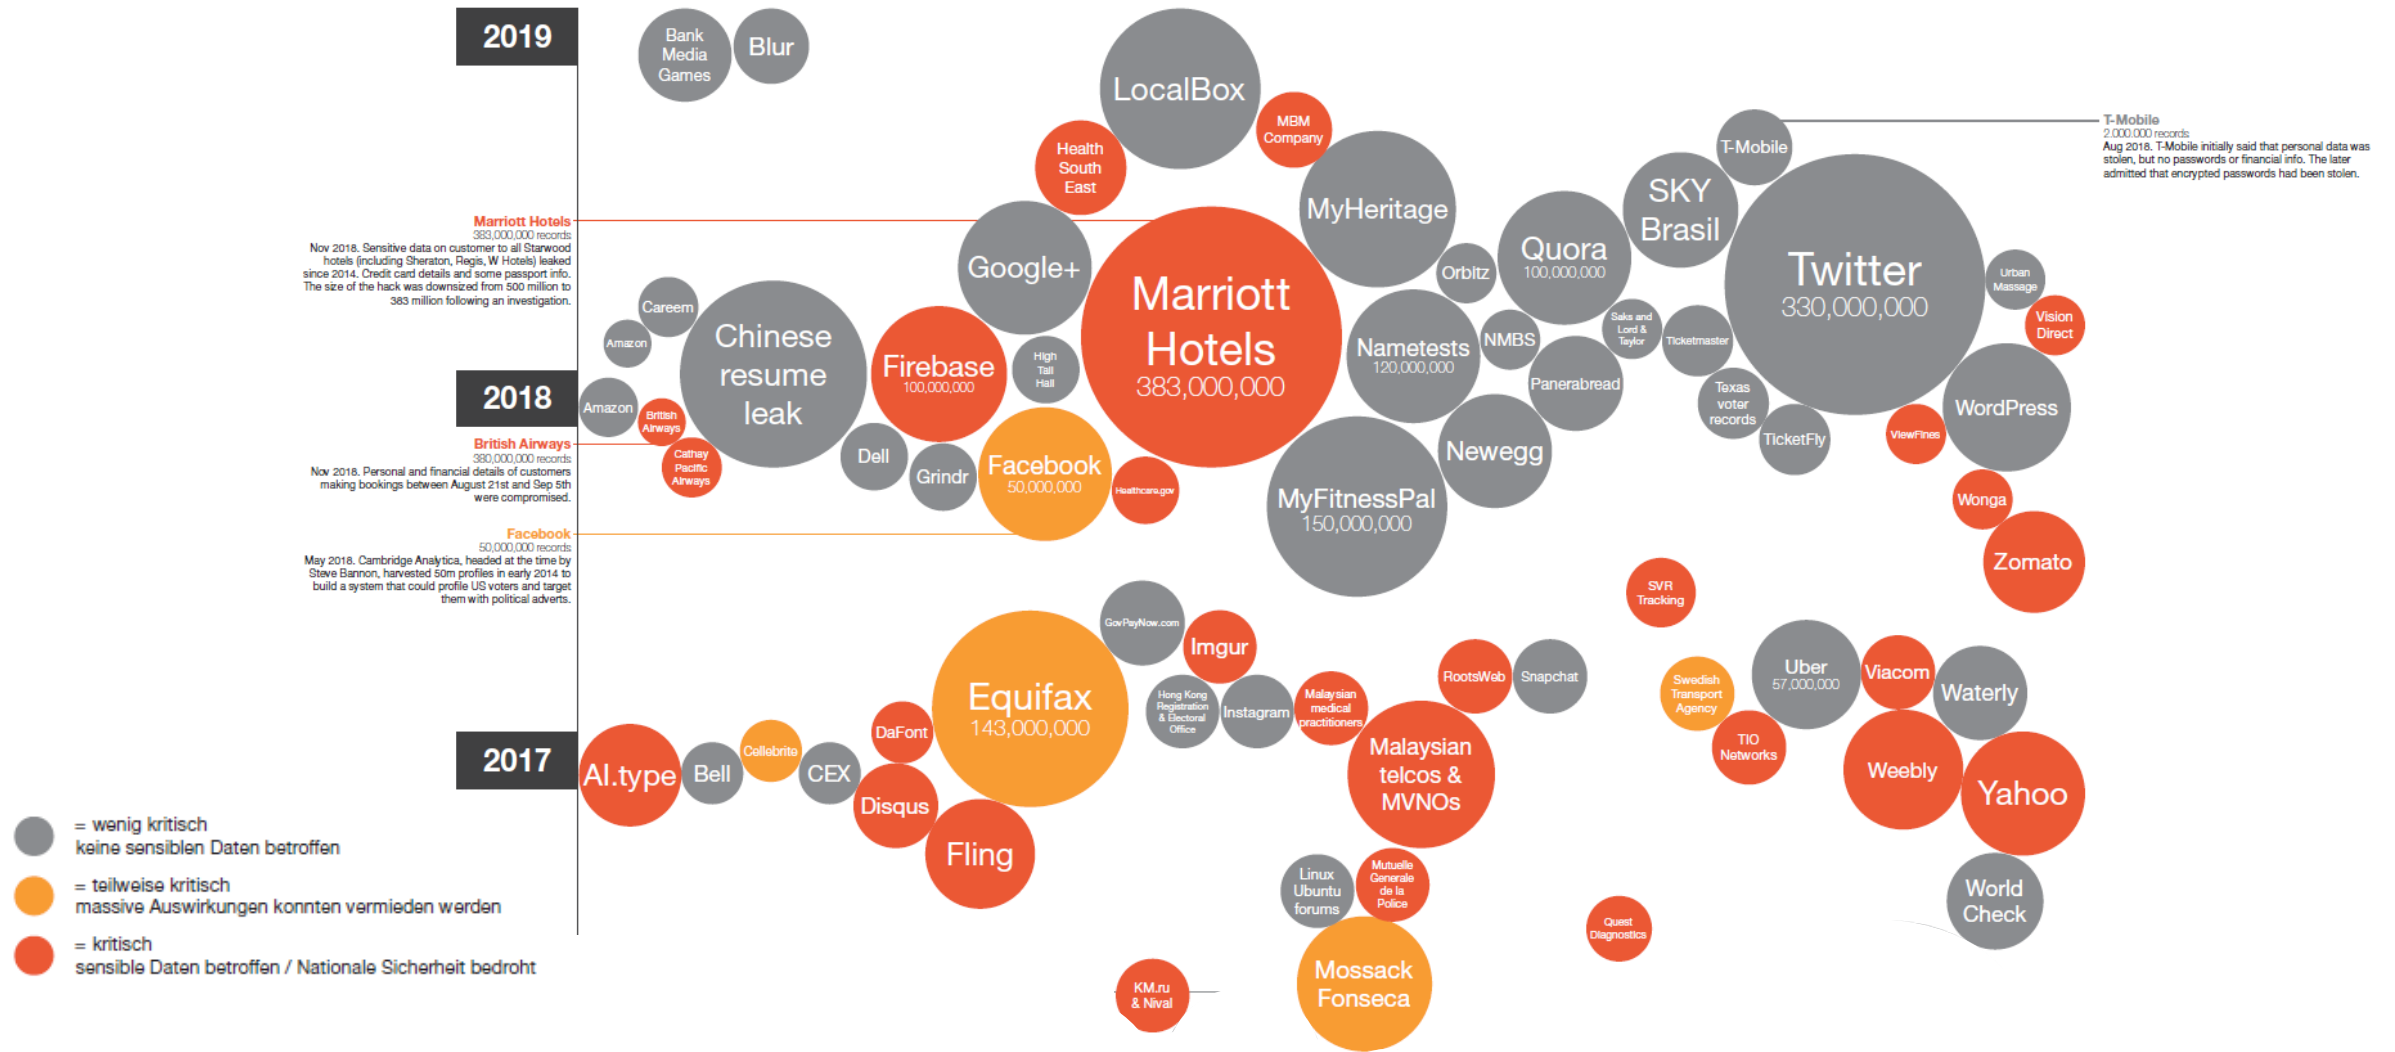 2019
Bank
Media
Games
Blur
LocalBox
MBM
Company
Health
South
East
T-Mobile
T-Mobile
2.000.000 records
Aug 2018. T-Mobile initially said that personal data was
stolen, but no passwords or financial info. The later
admitted that encrypted passwords had been stolen.
MyHeritage
SKY
Brasil
Marriott Hotels
383,000,000 records
Nov 2018. Sensitive data on customer to all Starwood
hotels (including Sheraton, Regis, W Hotels) leaked
since 2014. Credit card details and some passport info.
The size of the hack was downsized from 500 million to
383 million following an investigation.
Google+
Marriott
Hotels
383,000,000
Orbitz
Quora
100,000,000
Twitter
330,000,000
Urban
Massage
Vision
Direct
Careem
Amazon
Chinese
resume
leak
Firebase
100,000,000
High
Tail
Hall
Nametests
120,000,000
NMBS
Saks and
Lord &
Taylor
Ticketmaster
Panerabread
2018
Amazon
British
Airways
Cathay
Pacific
Airways
Texas
voter
records
TicketFly
ViewFines
WordPress
British Airways
380,000,000 records
Nov 2018. Personal and financial details of customers
making bookings between August 21st and Sep 5th
were compromised.
Dell
Grindr
Facebook
50,000,000
Healthcare.gov
MyFitnessPal
150,000,000
Newegg
Wonga
Zomato
Facebook
50,000,000 records
May 2018. Cambridge Analytica, headed at the time by
Steve Bannon, harvested 50m profiles in early 2014 to
build a system that could profile US voters and target
them with political adverts.
SVR
Tracking
GovPayNow.com
Imgur
Equifax
143,000,000
Hong Kong
Registration
& Electoral
Office
Instagram
Malaysian
medical
practitioners
RootsWeb
Snapchat
Swedish
Transport
Agency
Uber
57,000,000
Viacom
Waterly
TIO
Networks
Weebly
Yahoo
2017
AI.type
Bell
Cellebrite
CEX
DaFont
Disqus
Fling
Malaysian
telcos &
MVNOs
Linux
Ubuntu
forums
Mutuelle
Generale
de la
Police
World
Check
Quest
Diagnostics
Mossack
Fonseca
KM.ru
& Nival
= wenig kritisch
keine sensiblen Daten betroffen
= teilweise kritisch
massive Auswirkungen konnten vermieden werden
= kritisch
sensible Daten betroffen / Nationale Sicherheit bedroht